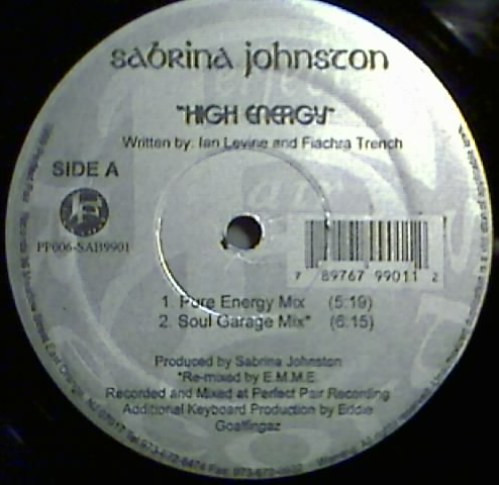 Sabrina Johnston
"HIGH ENERGY"
Written by: Ian Levine and Fiachra Trench
SIDE A
PP006-SAB9901
7 89767 99011 2
1. Pure Energy Mix (5:19)
2. Soul Garage Mix* (6:15)
Produced by Sabrina Johnston
*Re-mixed by E.M.M.E.
Recorded and Mixed at Perfect Pair Recording
Additional Keyboard Production by Eddie
Goelfingaz